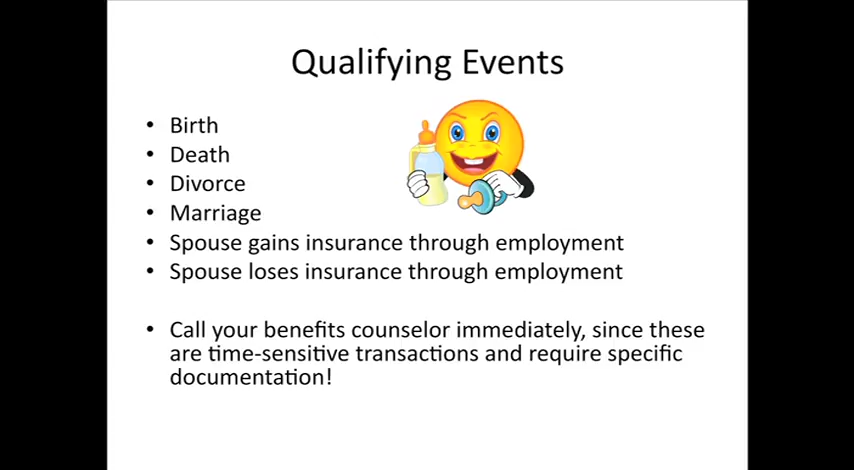 Qualifying Events
• Birth
• Death
• Divorce
• Marriage
• Spouse gains insurance through employment
• Spouse loses insurance through employment
• Call your benefits counselor immediately, since these
are time-sensitive transactions and require specific
documentation!